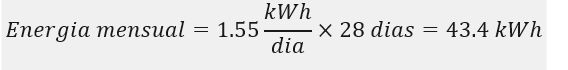 Energia mensual = 1.55 kWh/dia × 28 dias = 43.4 kWh